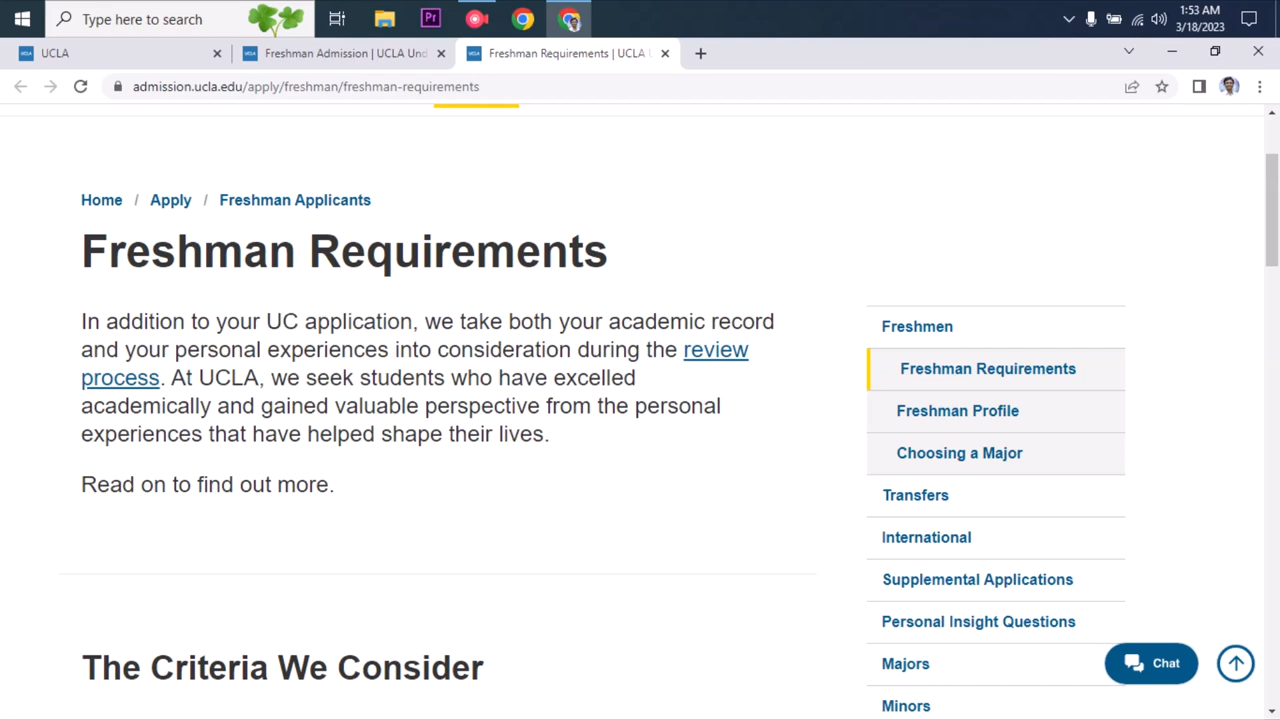 Type here to search
Pr
1:53 AM
3/18/2023
UCLA
UCLA
UCLA
Freshman Admission | UCLA Und
UCLA
Freshman Requirements | UCLA U
admission.ucla.edu/apply/freshman/freshman-requirements
Home / Apply / Freshman Applicants
Freshman Requirements
In addition to your UC application, we take both your academic record
and your personal experiences into consideration during the review
process. At UCLA, we seek students who have excelled
academically and gained valuable perspective from the personal
experiences that have helped shape their lives.
Read on to find out more.
The Criteria We Consider
Freshmen
Freshman Requirements
Freshman Profile
Choosing a Major
Transfers
International
Supplemental Applications
Personal Insight Questions
Majors
Minors
Chat